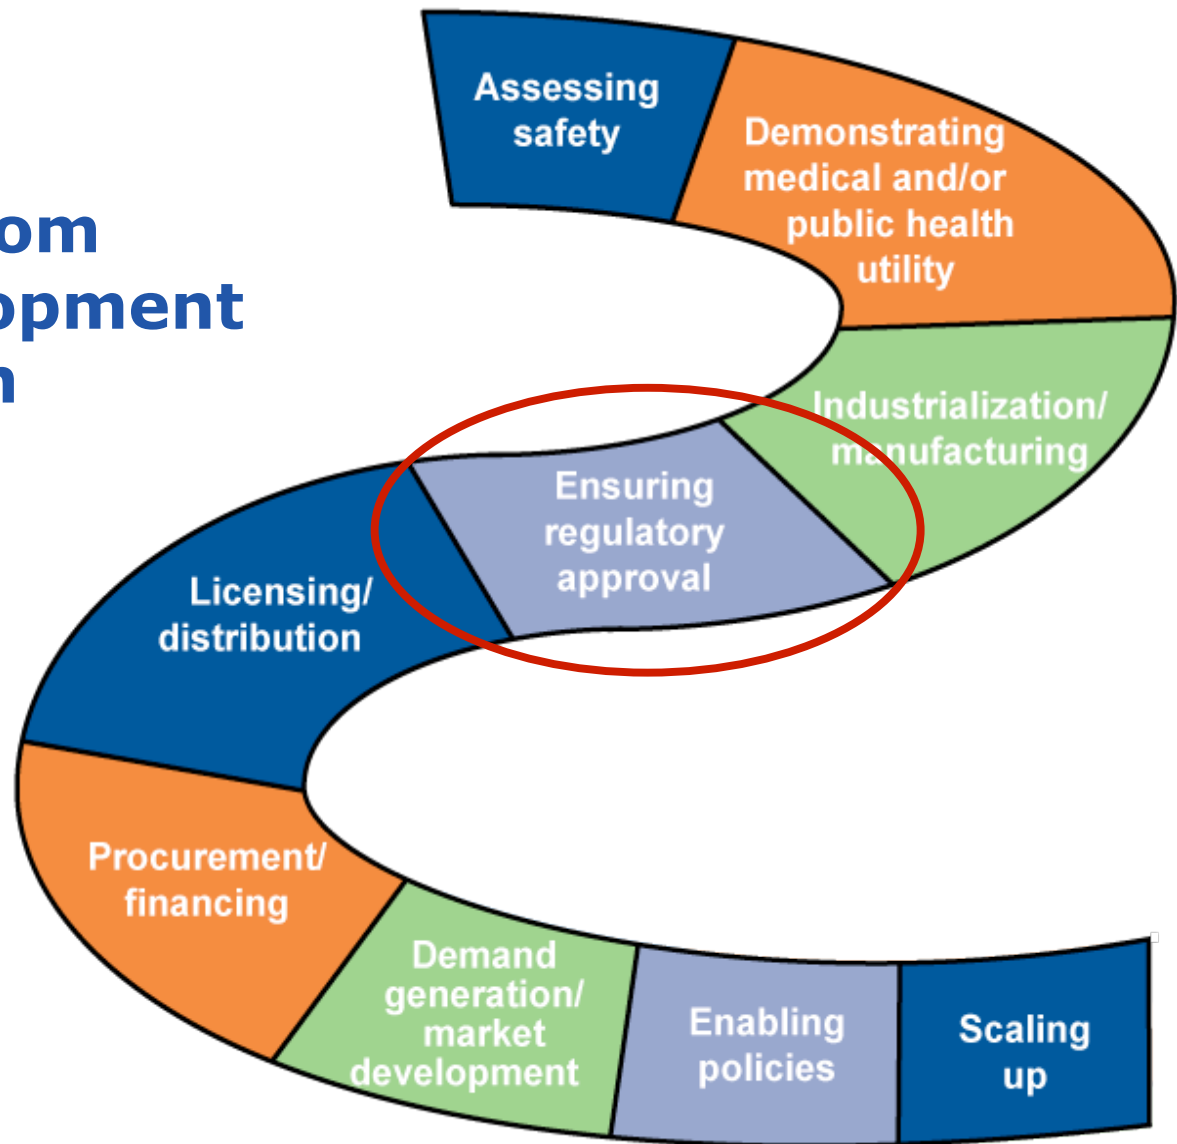 Assessing
safety
Demonstrating
medical and/or
public health
utility
om
opment
n
Industrialization/
manufacturing
Ensuring
regulatory
approval
Licensing/
distribution
Procurement/
financing
Demand
generation/
market
development
Enabling
policies
Scaling
up